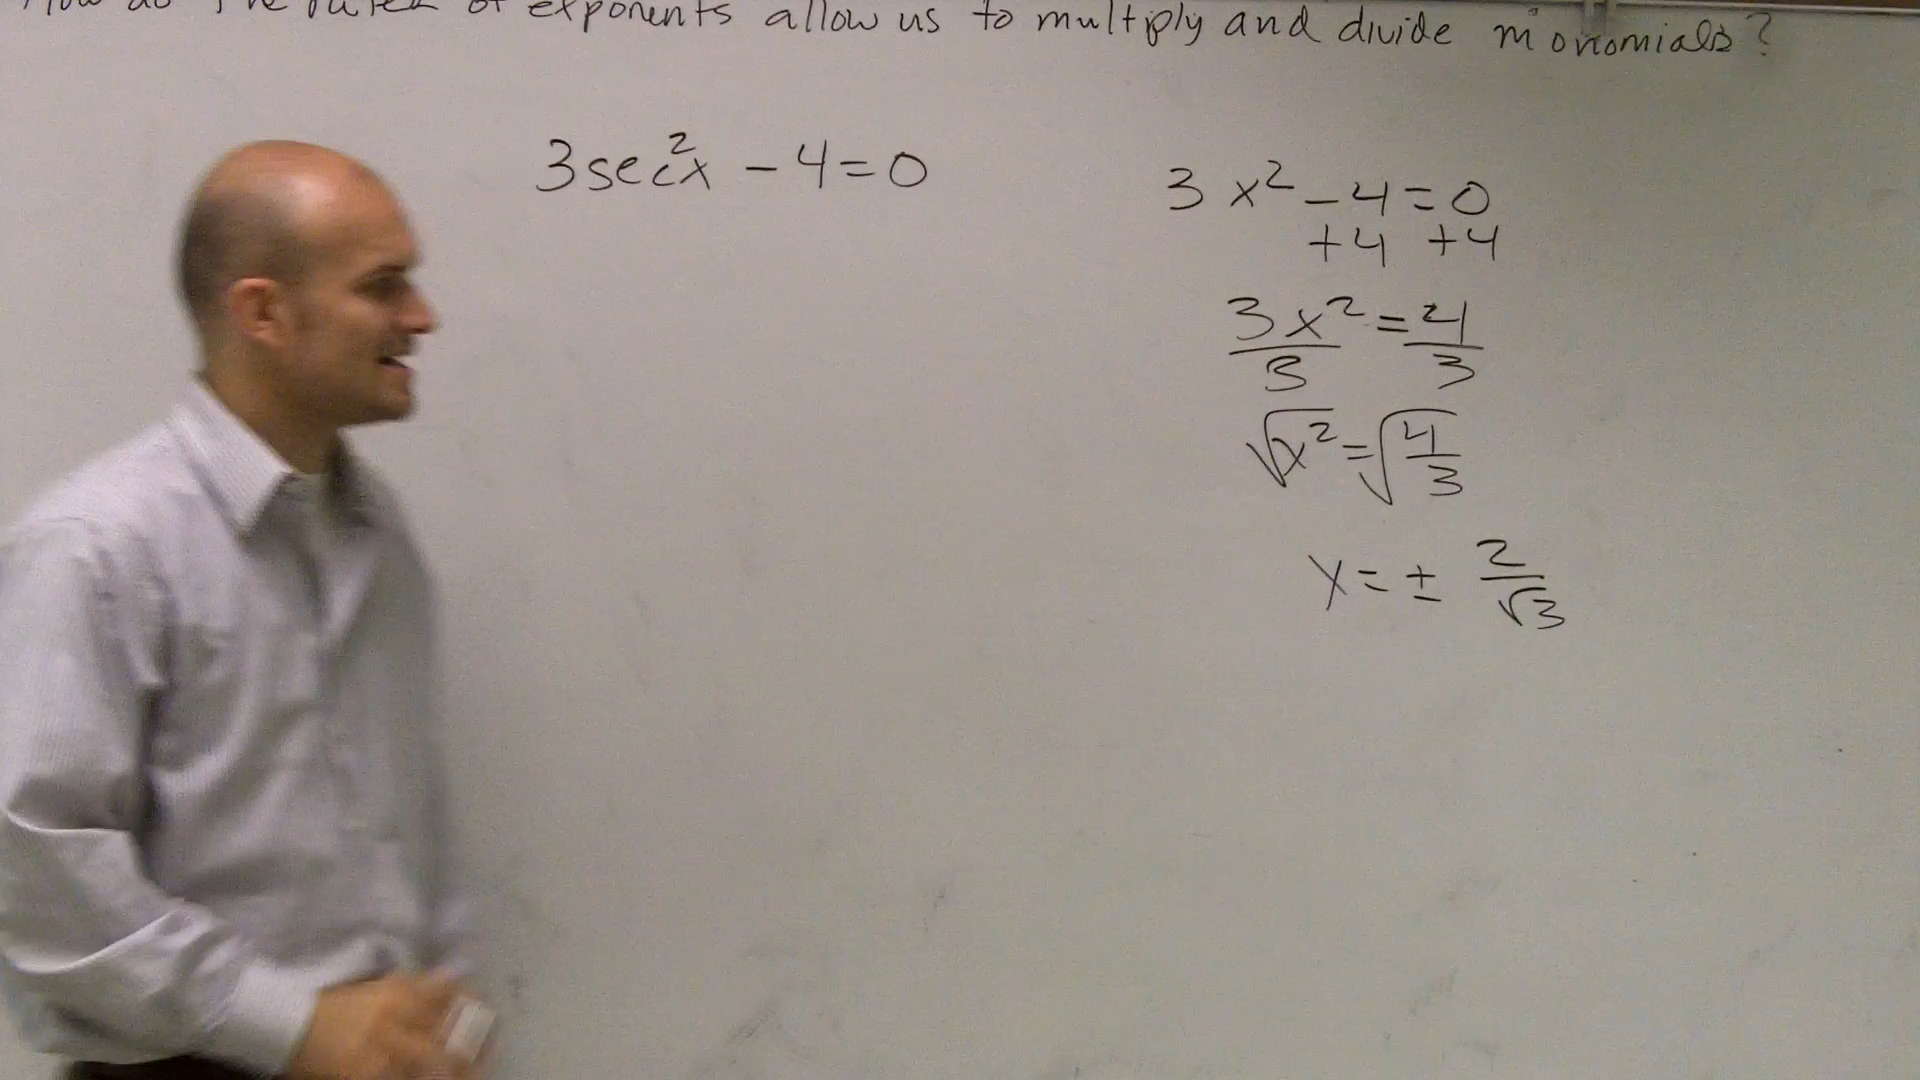 How do the rules of exponents allow us to multiply and divide monomials?
3sec²x - 4 = 0
3x² - 4 = 0
+4 +4
3x² = 4
3 3
√x² = √4/3
x = ± 2/√3